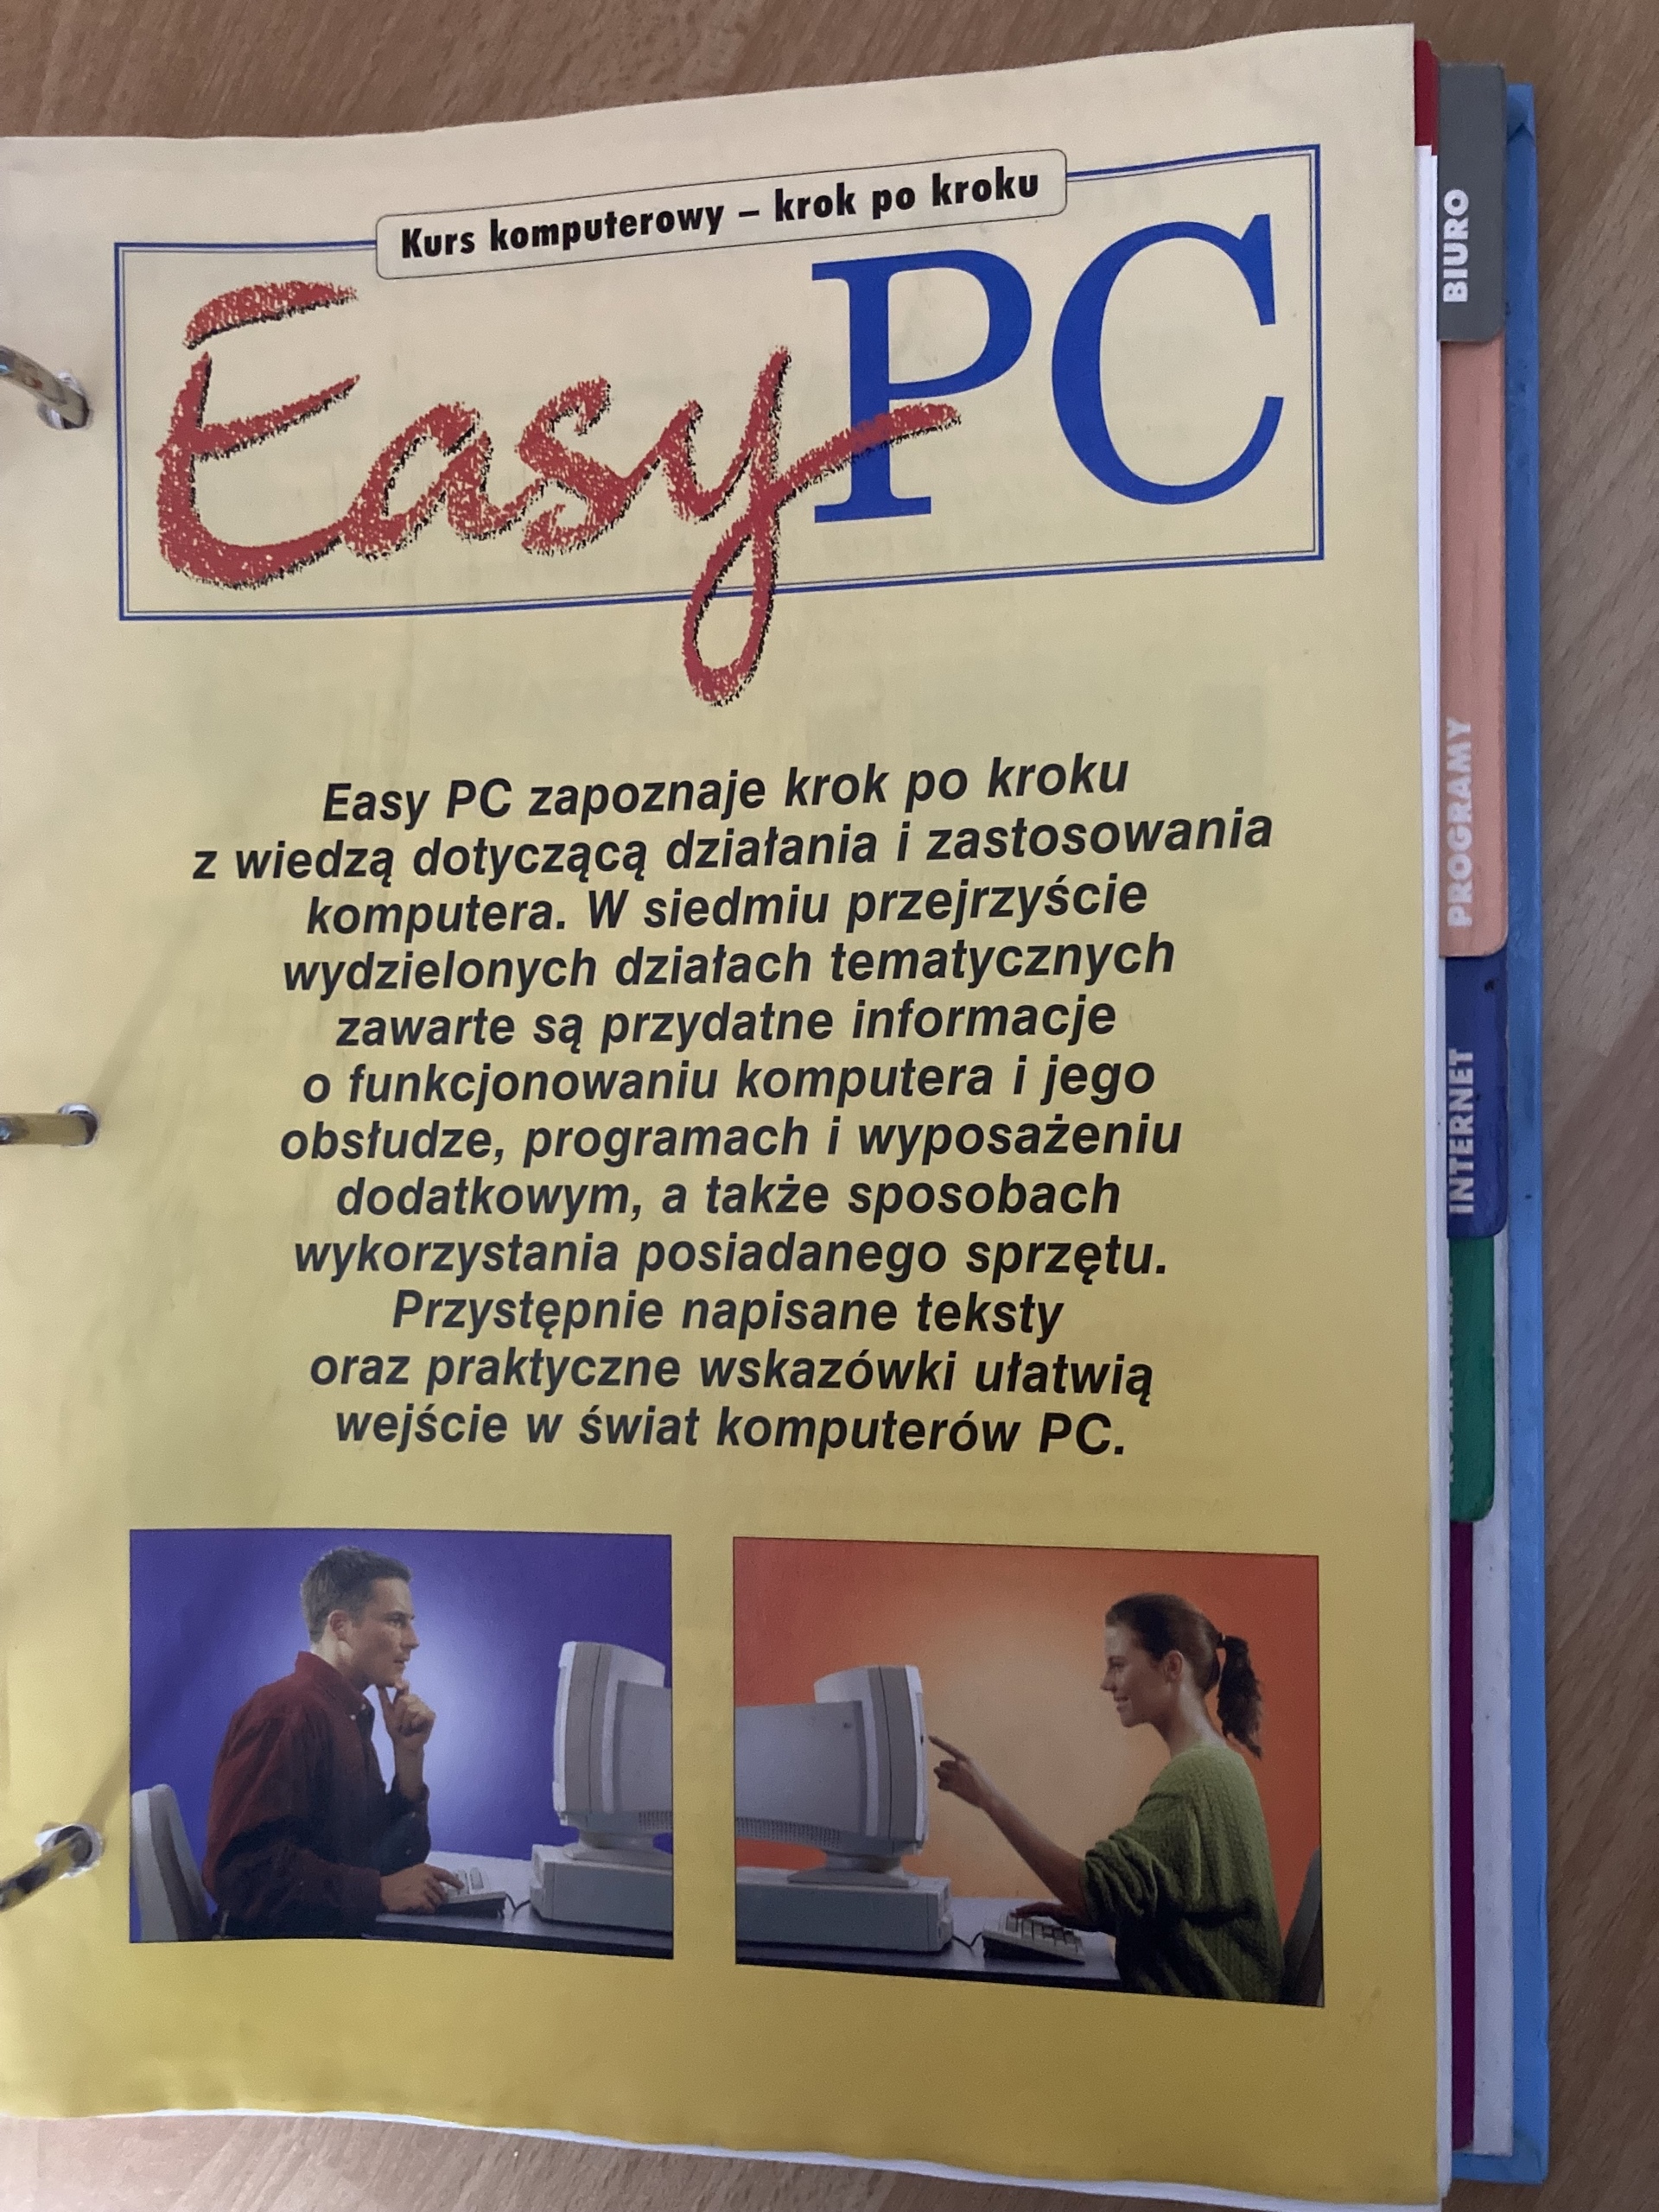 Kurs komputerowy – krok po kroku
Easy PC
Easy PC zapoznaje krok po kroku
z wiedzą dotyczącą działania i zastosowania
komputera. W siedmiu przejrzyście
wydzielonych działach tematycznych
zawarte są przydatne informacje
o funkcjonowaniu komputera i jego
obsłudze, programach i wyposażeniu
dodatkowym, a także sposobach
wykorzystania posiadanego sprzętu.
Przystępnie napisane teksty
oraz praktyczne wskazówki ułatwią
wejście w świat komputerów PC.
BIURO
PROGRAMY
INTERNET